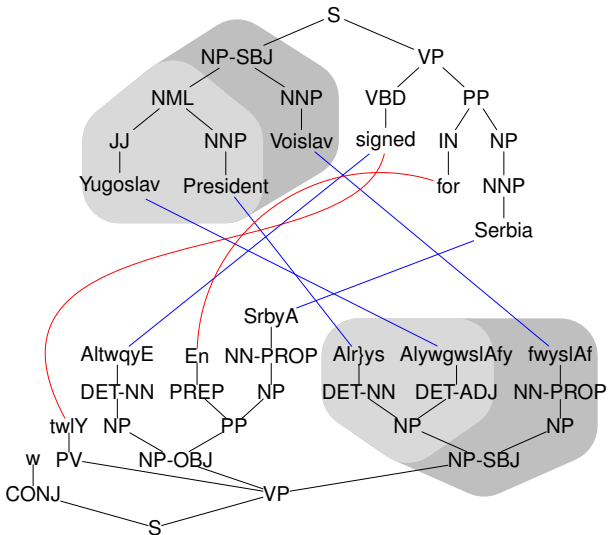 S
NP-SBJ VP
NML NNP VBD PP
JJ NNP Voislav signed IN NP
Yugoslav President for NNP
Serbia
SrbyA
AltwqyE En NN-PROP Alr}ys AlywgwslAfy fwyslAf
DET-NN PREP NP DET-NN DET-ADJ NN-PROP
twlY NP PP NP NP
w PV NP-OBJ NP-SBJ
CONJ VP
S